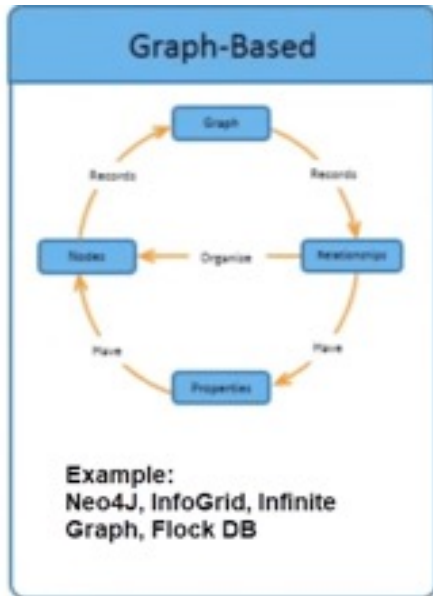 Graph-Based
Graph
Records
Records
Nodes
Organize
Relationships
Have
Have
Properties
Example:
Neo4J, InfoGrid, Infinite
Graph, Flock DB